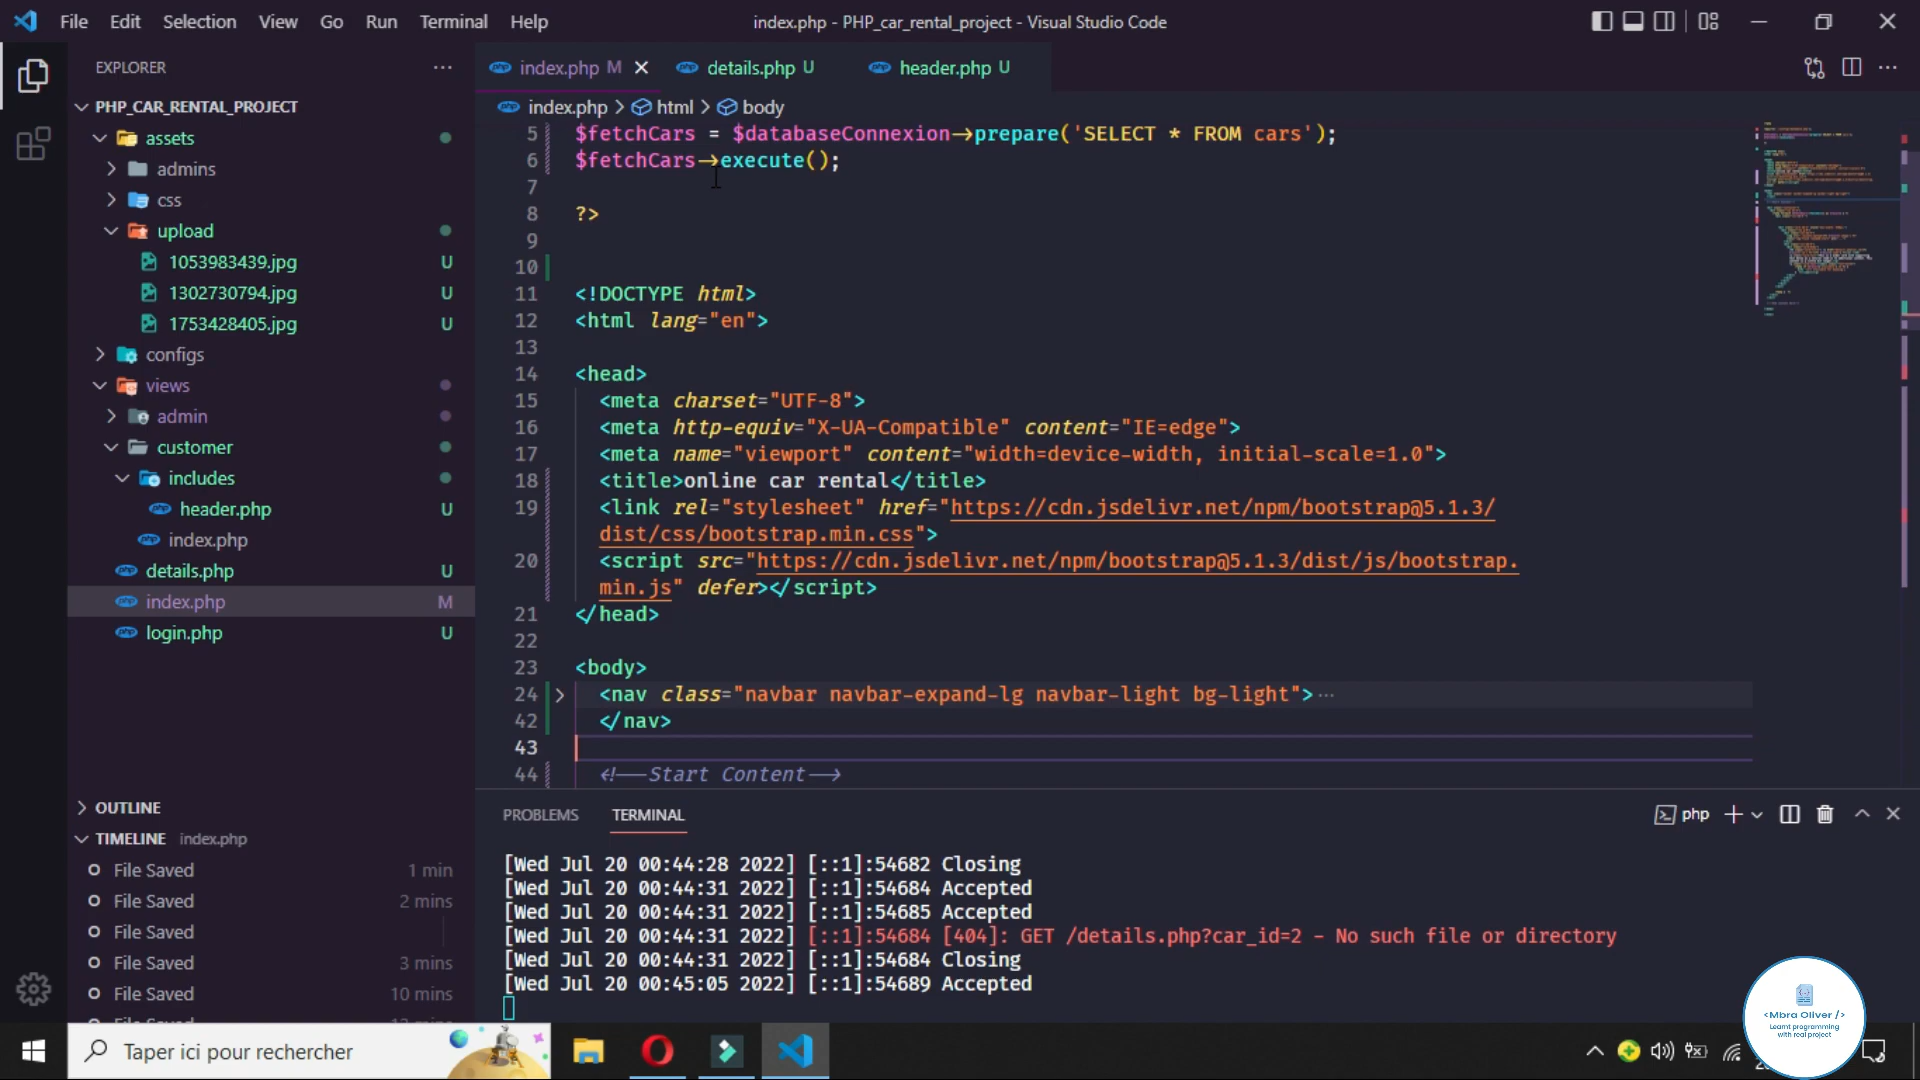 File Edit Selection View Go Run Terminal Help
index.php - PHP_car_rental_project - Visual Studio Code
EXPLORER
PHP_CAR_RENTAL_PROJECT
assets
admins
css
upload
1053983439.jpg U
1302730794.jpg U
1753428405.jpg U
configs
views
admin
customer
includes
header.php U
index.php
details.php U
index.php M
login.php U
OUTLINE
TIMELINE index.php
File Saved 1 min
File Saved 2 mins
File Saved
File Saved 3 mins
File Saved 10 mins
index.php M details.php U header.php U
index.php > html > body
5 $fetchCars = $databaseConnexion->prepare('SELECT * FROM cars');
6 $fetchCars->execute();
7
8 ?>
9
10
11 <!DOCTYPE html>
12 <html lang="en">
13
14 <head>
15 <meta charset="UTF-8">
16 <meta http-equiv="X-UA-Compatible" content="IE=edge">
17 <meta name="viewport" content="width=device-width, initial-scale=1.0">
18 <title>online car rental</title>
19 <link rel="stylesheet" href="https://cdn.jsdelivr.net/npm/bootstrap@5.1.3/
dist/css/bootstrap.min.css">
20 <script src="https://cdn.jsdelivr.net/npm/bootstrap@5.1.3/dist/js/bootstrap.
min.js" defer></script>
21 </head>
22
23 <body>
24 <nav class="navbar navbar-expand-lg navbar-light bg-light">···
42 </nav>
43
44 <!--Start Content-->
PROBLEMS TERMINAL
php
[Wed Jul 20 00:44:28 2022] [::1]:54682 Closing
[Wed Jul 20 00:44:31 2022] [::1]:54684 Accepted
[Wed Jul 20 00:44:31 2022] [::1]:54685 Accepted
[Wed Jul 20 00:44:31 2022] [::1]:54684 [404]: GET /details.php?car_id=2 - No such file or directory
[Wed Jul 20 00:44:31 2022] [::1]:54684 Closing
[Wed Jul 20 00:45:05 2022] [::1]:54689 Accepted
<Mbra Oliver />
Learnt programming
with real project
Taper ici pour rechercher